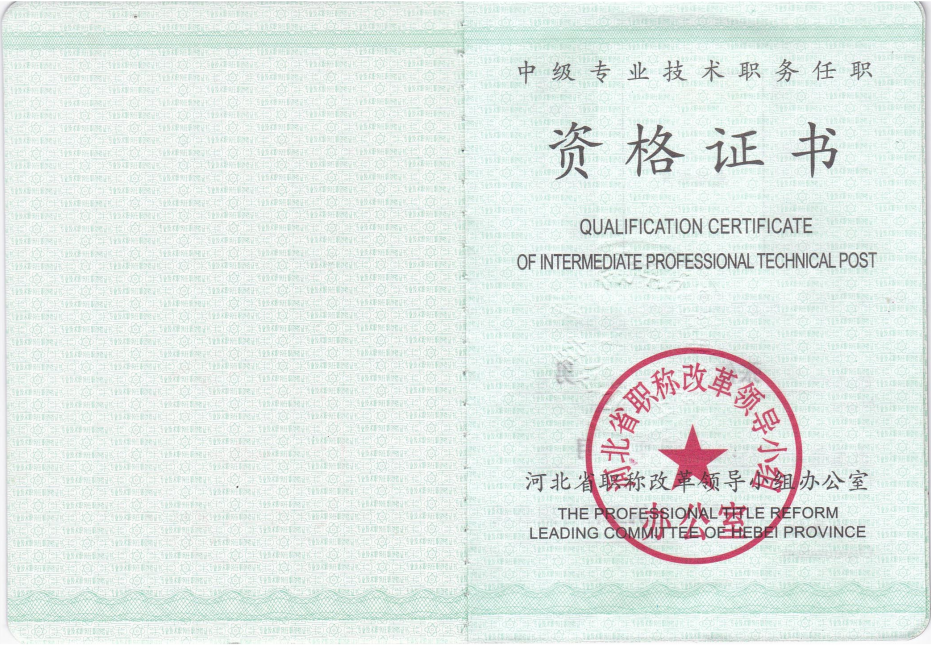 中级专业技术职务任职
资格证书
QUALIFICATION CERTIFICATE
OF INTERMEDIATE PROFESSIONAL TECHNICAL POST
河北省职称改革领导小组
办公室
河北省职称改革领导小组办公室
THE PROFESSIONAL TITLE REFORM
LEADING COMMITTEE OF HEBEI PROVINCE